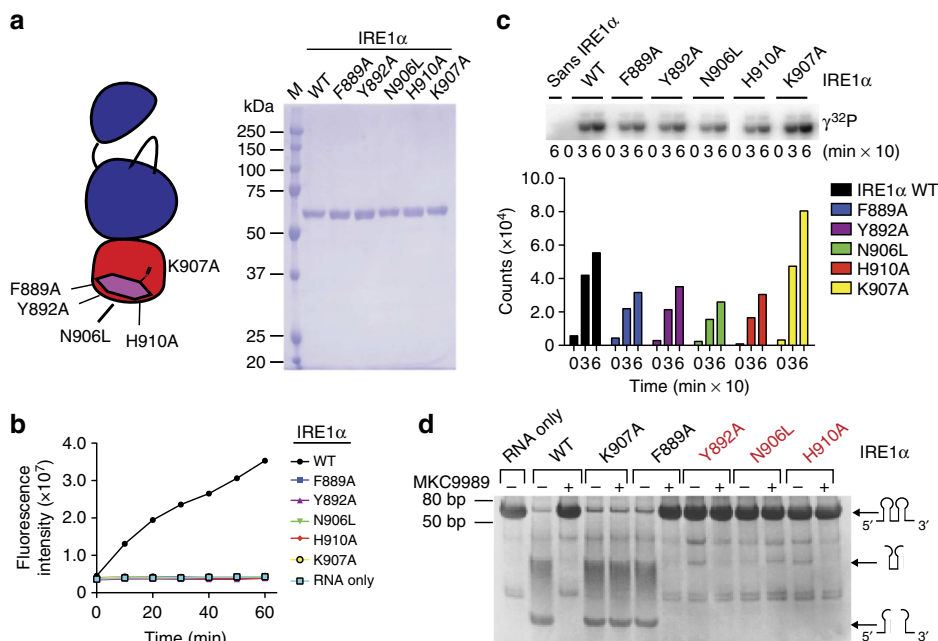 a
IRE1α
M WT F889A Y892A N906L H910A K907A
kDa
250
150
100
75
50
37
25
20
K907A
F889A
Y892A
N906L
H910A
c
Sans IRE1α WT F889A Y892A N906L H910A K907A IRE1α
γ³²P
6 0 3 6 0 3 6 0 3 6 0 3 6 0 3 6 0 3 6 (min × 10)
Counts (×10⁴)
10.0
8.0
6.0
4.0
2.0
0
036 036 036 036 036 036
Time (min × 10)
IRE1α WT
F889A
Y892A
N906L
H910A
K907A
b
Fluorescence intensity (×10⁷)
4.0
3.0
2.0
1.0
0
0 20 40 60
Time (min)
IRE1α
WT
F889A
Y892A
N906L
H910A
K907A
RNA only
d
RNA only WT K907A F889A Y892A N906L H910A IRE1α
MKC9989 – – + – + – + – + – + – +
80 bp
50 bp
5′ 3′
5′ 3′